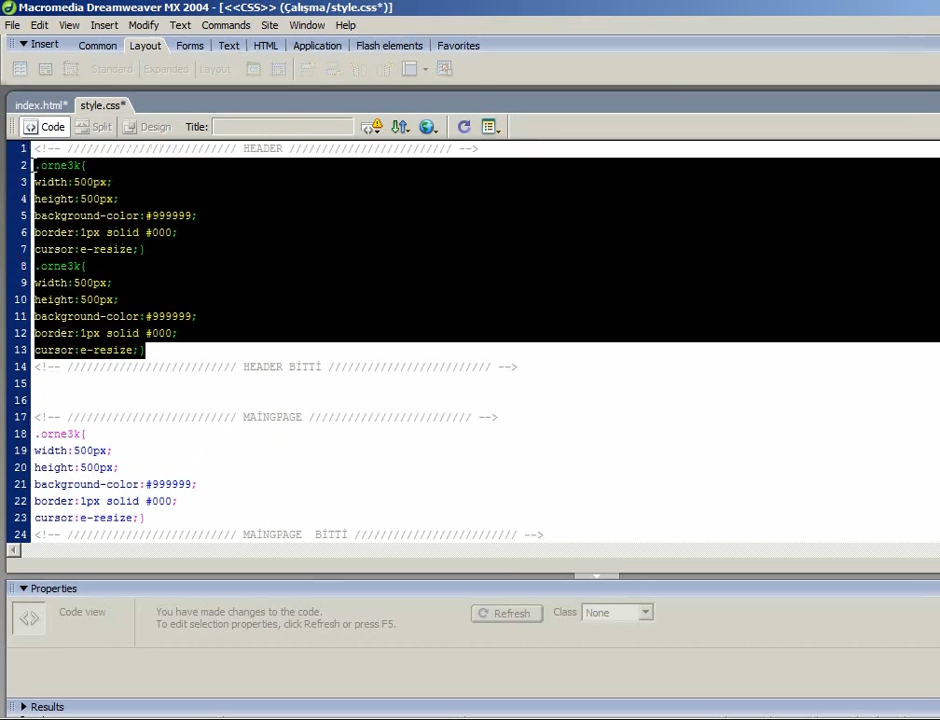 Macromedia Dreamweaver MX 2004 - [<<CSS>> (Çalışma/style.css*)]
File Edit View Insert Modify Text Commands Site Window Help
Insert Common Layout Forms Text HTML Application Flash elements Favorites
Standard Expanded Layout
index.html* style.css*
Code Split Design Title:
1 <!-- ////////////////////////// HEADER ///////////////////////// -->
2 .orne3k{
3 width:500px;
4 height:500px;
5 background-color:#999999;
6 border:1px solid #000;
7 cursor:e-resize;}
8 .orne3k{
9 width:500px;
10 height:500px;
11 background-color:#999999;
12 border:1px solid #000;
13 cursor:e-resize;}
14 <!-- ////////////////////////// HEADER BİTTİ ///////////////////////// -->
15
16
17 <!-- ////////////////////////// MAİNGPAGE ///////////////////////// -->
18 .orne3k{
19 width:500px;
20 height:500px;
21 background-color:#999999;
22 border:1px solid #000;
23 cursor:e-resize;}
24 <!-- ////////////////////////// MAİNGPAGE  BİTTİ ///////////////////////// -->
Properties
Code view You have made changes to the code. Refresh Class None
To edit selection properties, click Refresh or press F5.
Results